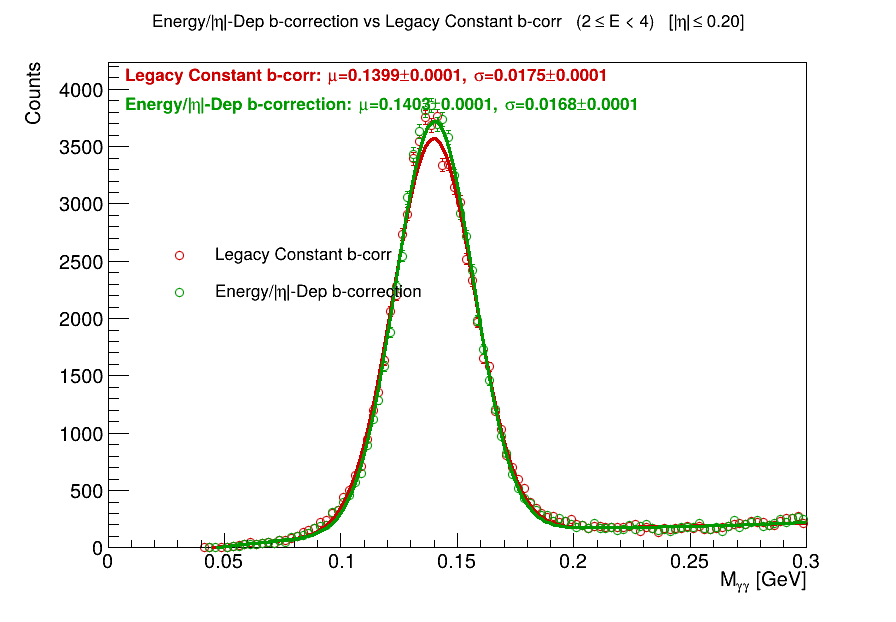 Energy/|η|-Dep b-correction vs Legacy Constant b-corr (2 ≤ E < 4) [|η| ≤ 0.20]
Counts
Legacy Constant b-corr: μ=0.1399±0.0001, σ=0.0175±0.0001
Energy/|η|-Dep b-correction: μ=0.1403±0.0001, σ=0.0168±0.0001
4000
3500
3000
2500
2000
1500
1000
500
0
Legacy Constant b-corr
Energy/|η|-Dep b-correction
0 0.05 0.1 0.15 0.2 0.25 0.3
Mγγ [GeV]